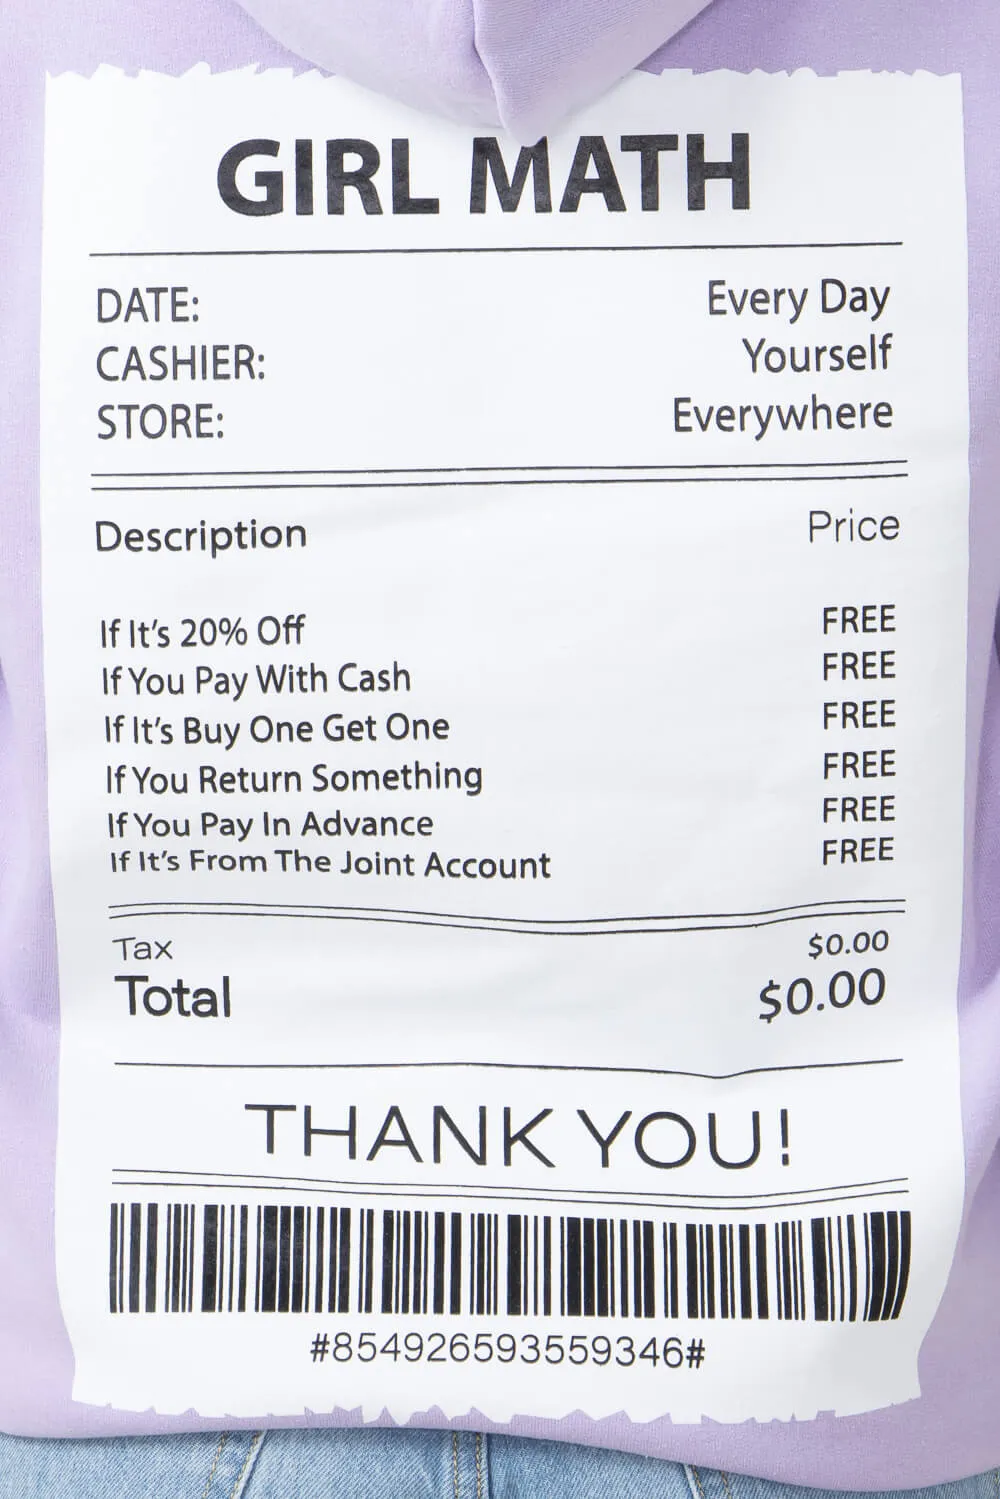 GIRL MATH
DATE: Every Day
CASHIER: Yourself
STORE: Everywhere
Description Price
If It's 20% Off FREE
If You Pay With Cash FREE
If It's Buy One Get One FREE
If You Return Something FREE
If You Pay In Advance FREE
If It's From The Joint Account FREE
Tax $0.00
Total $0.00
THANK YOU!
#854926593559346#